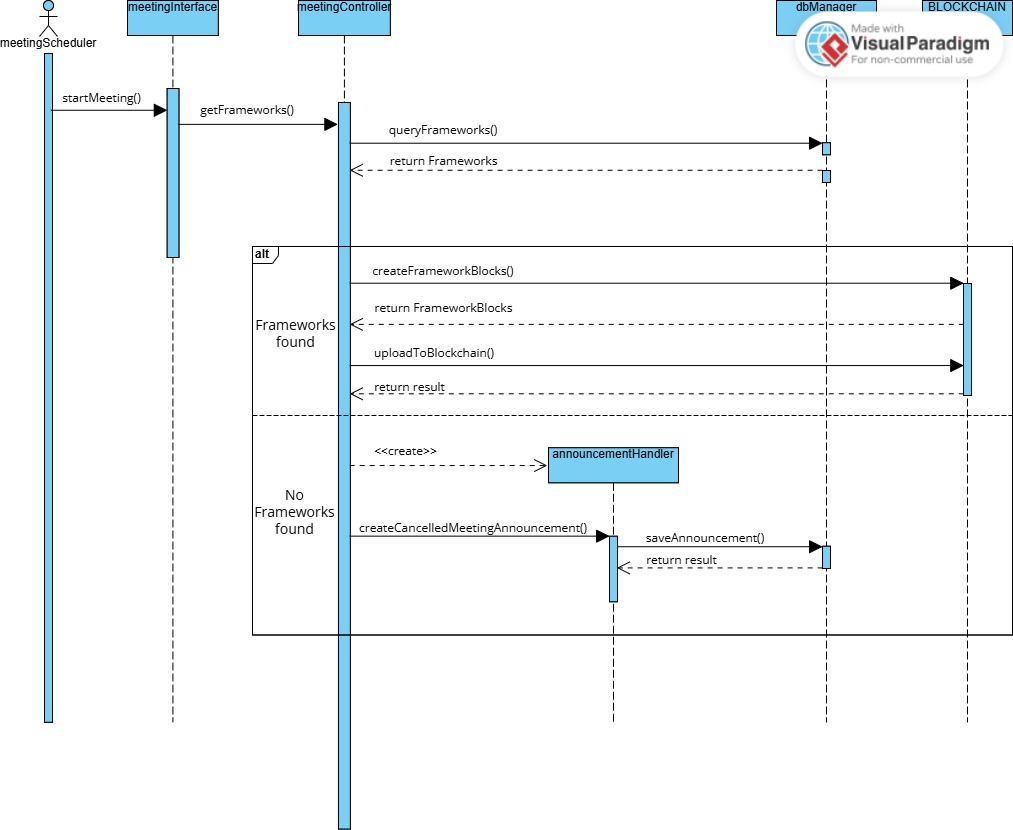 meetingScheduler
meetingInterface
meetingController
dbManager
BLOCKCHAIN
Made with
Visual Paradigm
For non-commercial use
startMeeting()
getFrameworks()
queryFrameworks()
return Frameworks
alt
createFrameworkBlocks()
return FrameworkBlocks
Frameworks
found
uploadToBlockchain()
return result
<<create>>
announcementHandler
No
Frameworks
found
createCancelledMeetingAnnouncement()
saveAnnouncement()
return result